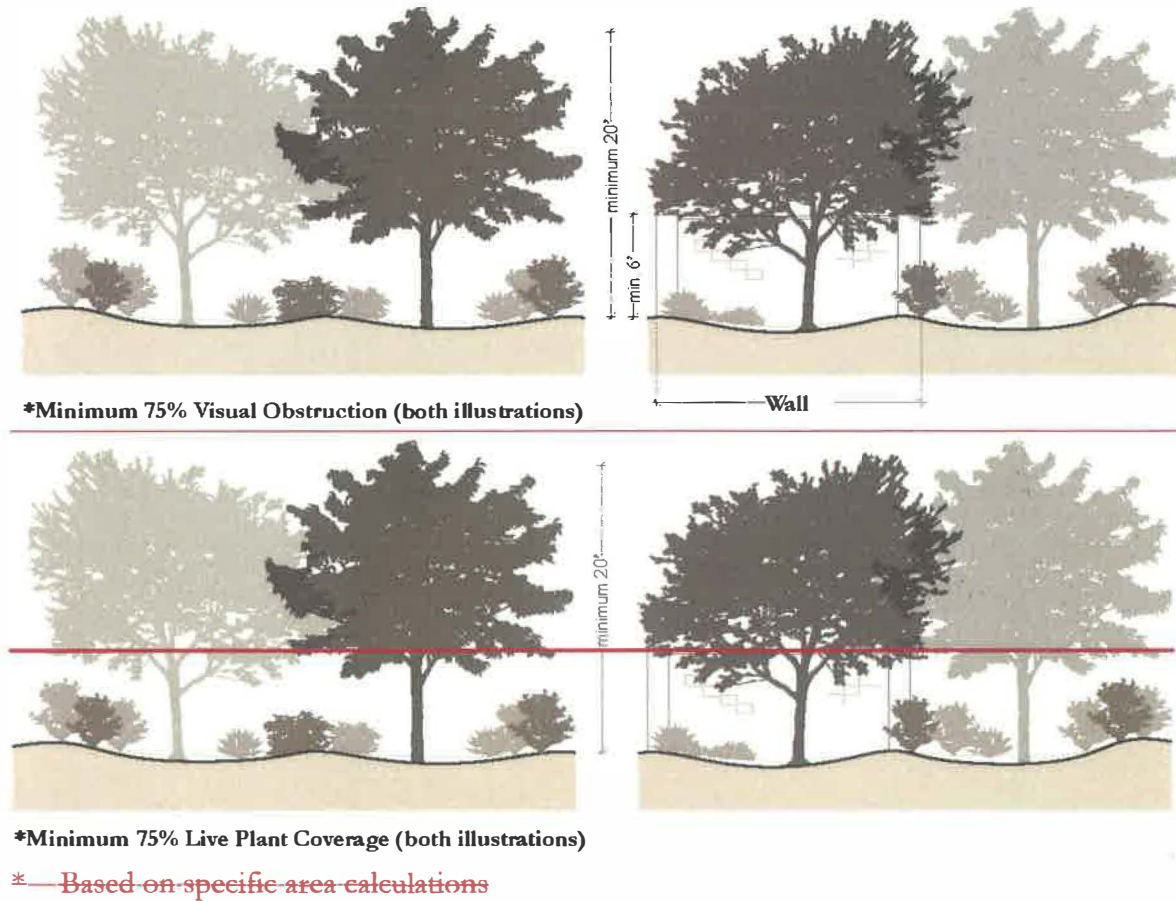 minimum 20'
min. 6'
*Minimum 75% Visual Obstruction (both illustrations)
Wall
minimum 20'
*Minimum 75% Live Plant Coverage (both illustrations)
* Based on specific area calculations